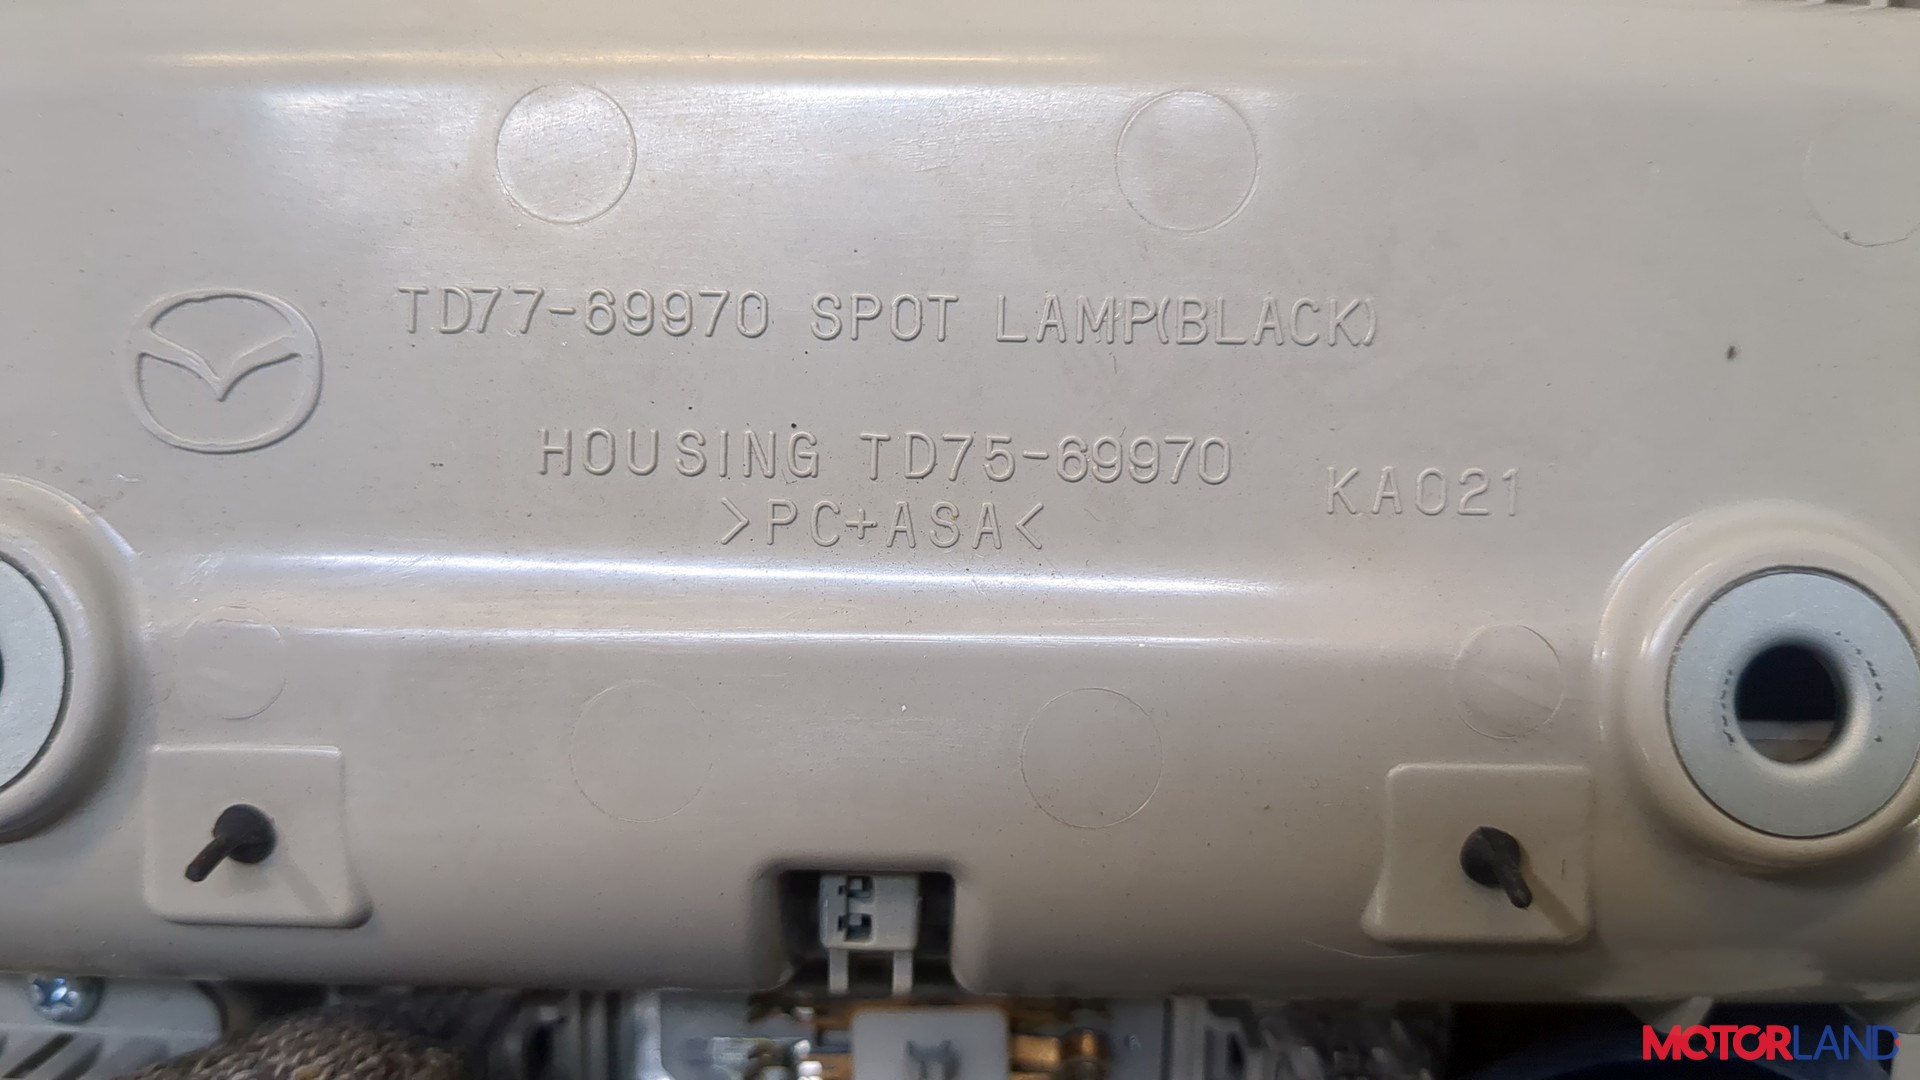 TD77-69970 SPOT LAMP(BLACK)
HOUSING TD75-69970
KA021
>PC+ASA<
MOTORLAND